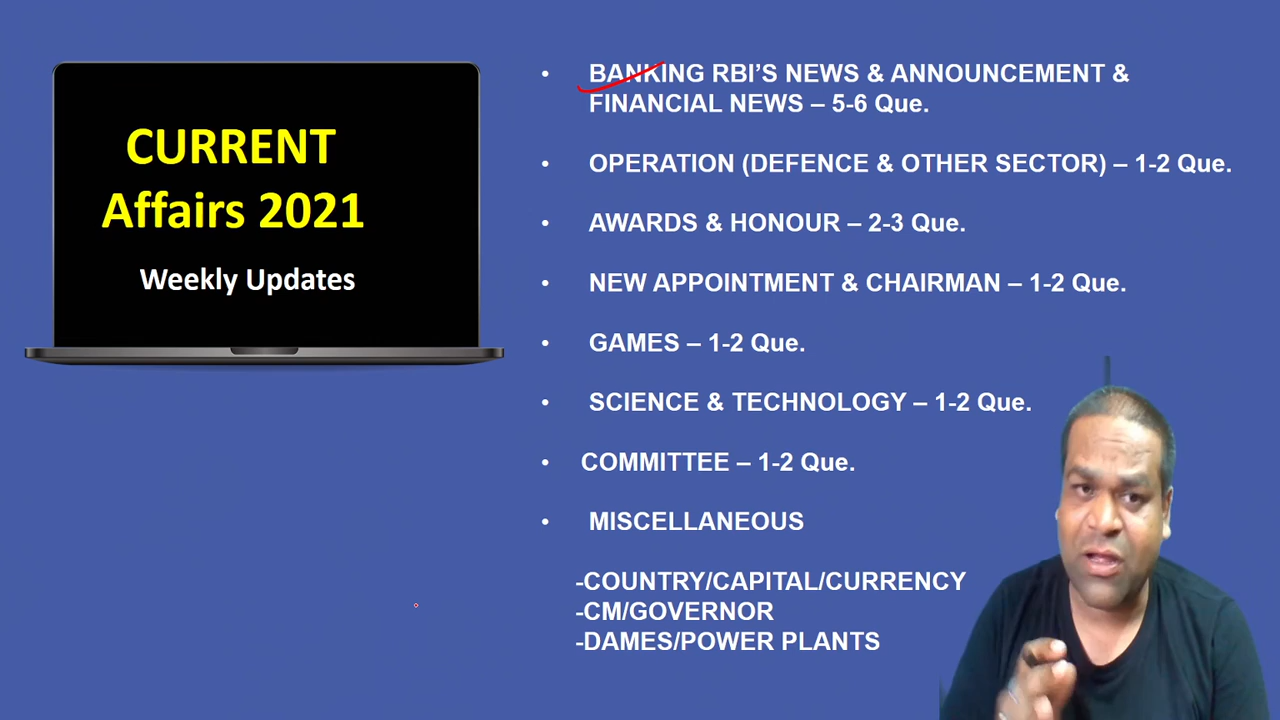 CURRENT
Affairs 2021
Weekly Updates
• BANKING RBI’S NEWS & ANNOUNCEMENT &
FINANCIAL NEWS – 5-6 Que.
• OPERATION (DEFENCE & OTHER SECTOR) – 1-2 Que.
• AWARDS & HONOUR – 2-3 Que.
• NEW APPOINTMENT & CHAIRMAN – 1-2 Que.
• GAMES – 1-2 Que.
• SCIENCE & TECHNOLOGY – 1-2 Que.
• COMMITTEE – 1-2 Que.
• MISCELLANEOUS
-COUNTRY/CAPITAL/CURRENCY
-CM/GOVERNOR
-DAMES/POWER PLANTS